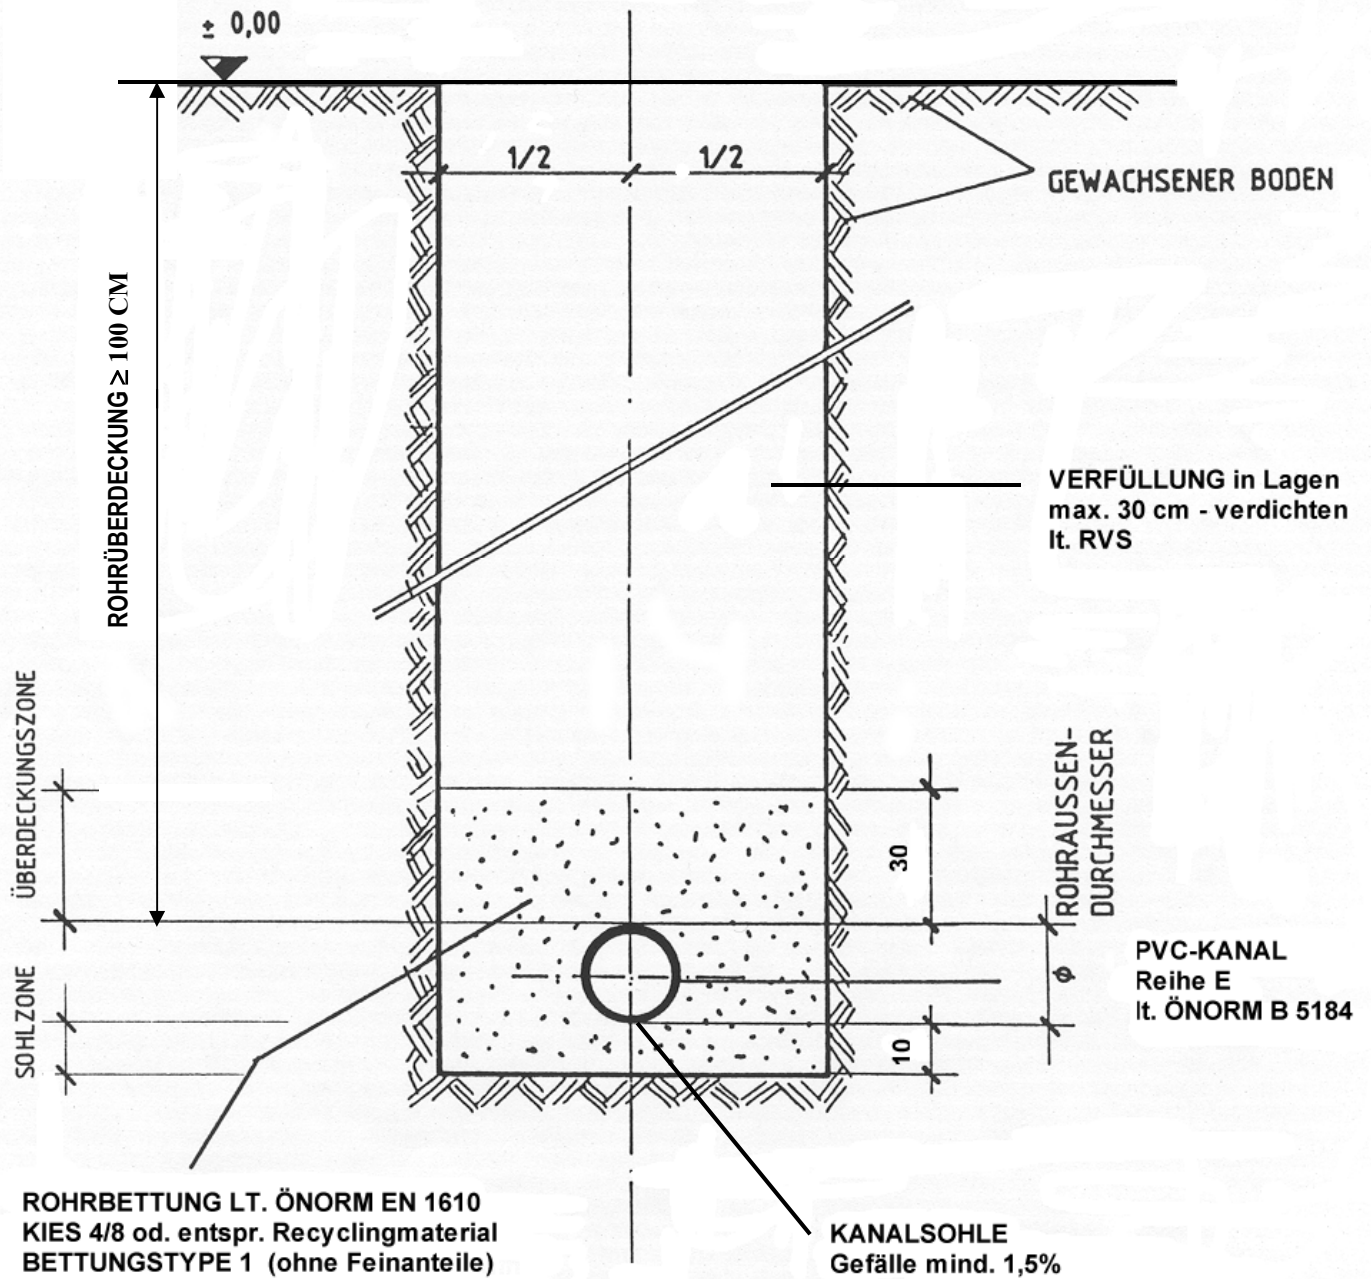 ± 0,00
1/2
1/2
GEWACHSENER BODEN
ROHRÜBERDECKUNG ≥ 100 CM
VERFÜLLUNG in Lagen
max. 30 cm - verdichten
lt. RVS
ÜBERDECKUNGSZONE
30
ROHRAUSSEN-
DURCHMESSER
PVC-KANAL
Reihe E
lt. ÖNORM B 5184
ø
SOHLZONE
10
ROHRBETTUNG LT. ÖNORM EN 1610
KIES 4/8 od. entspr. Recyclingmaterial
BETTUNGSTYPE 1 (ohne Feinanteile)
KANALSOHLE
Gefälle mind. 1,5%